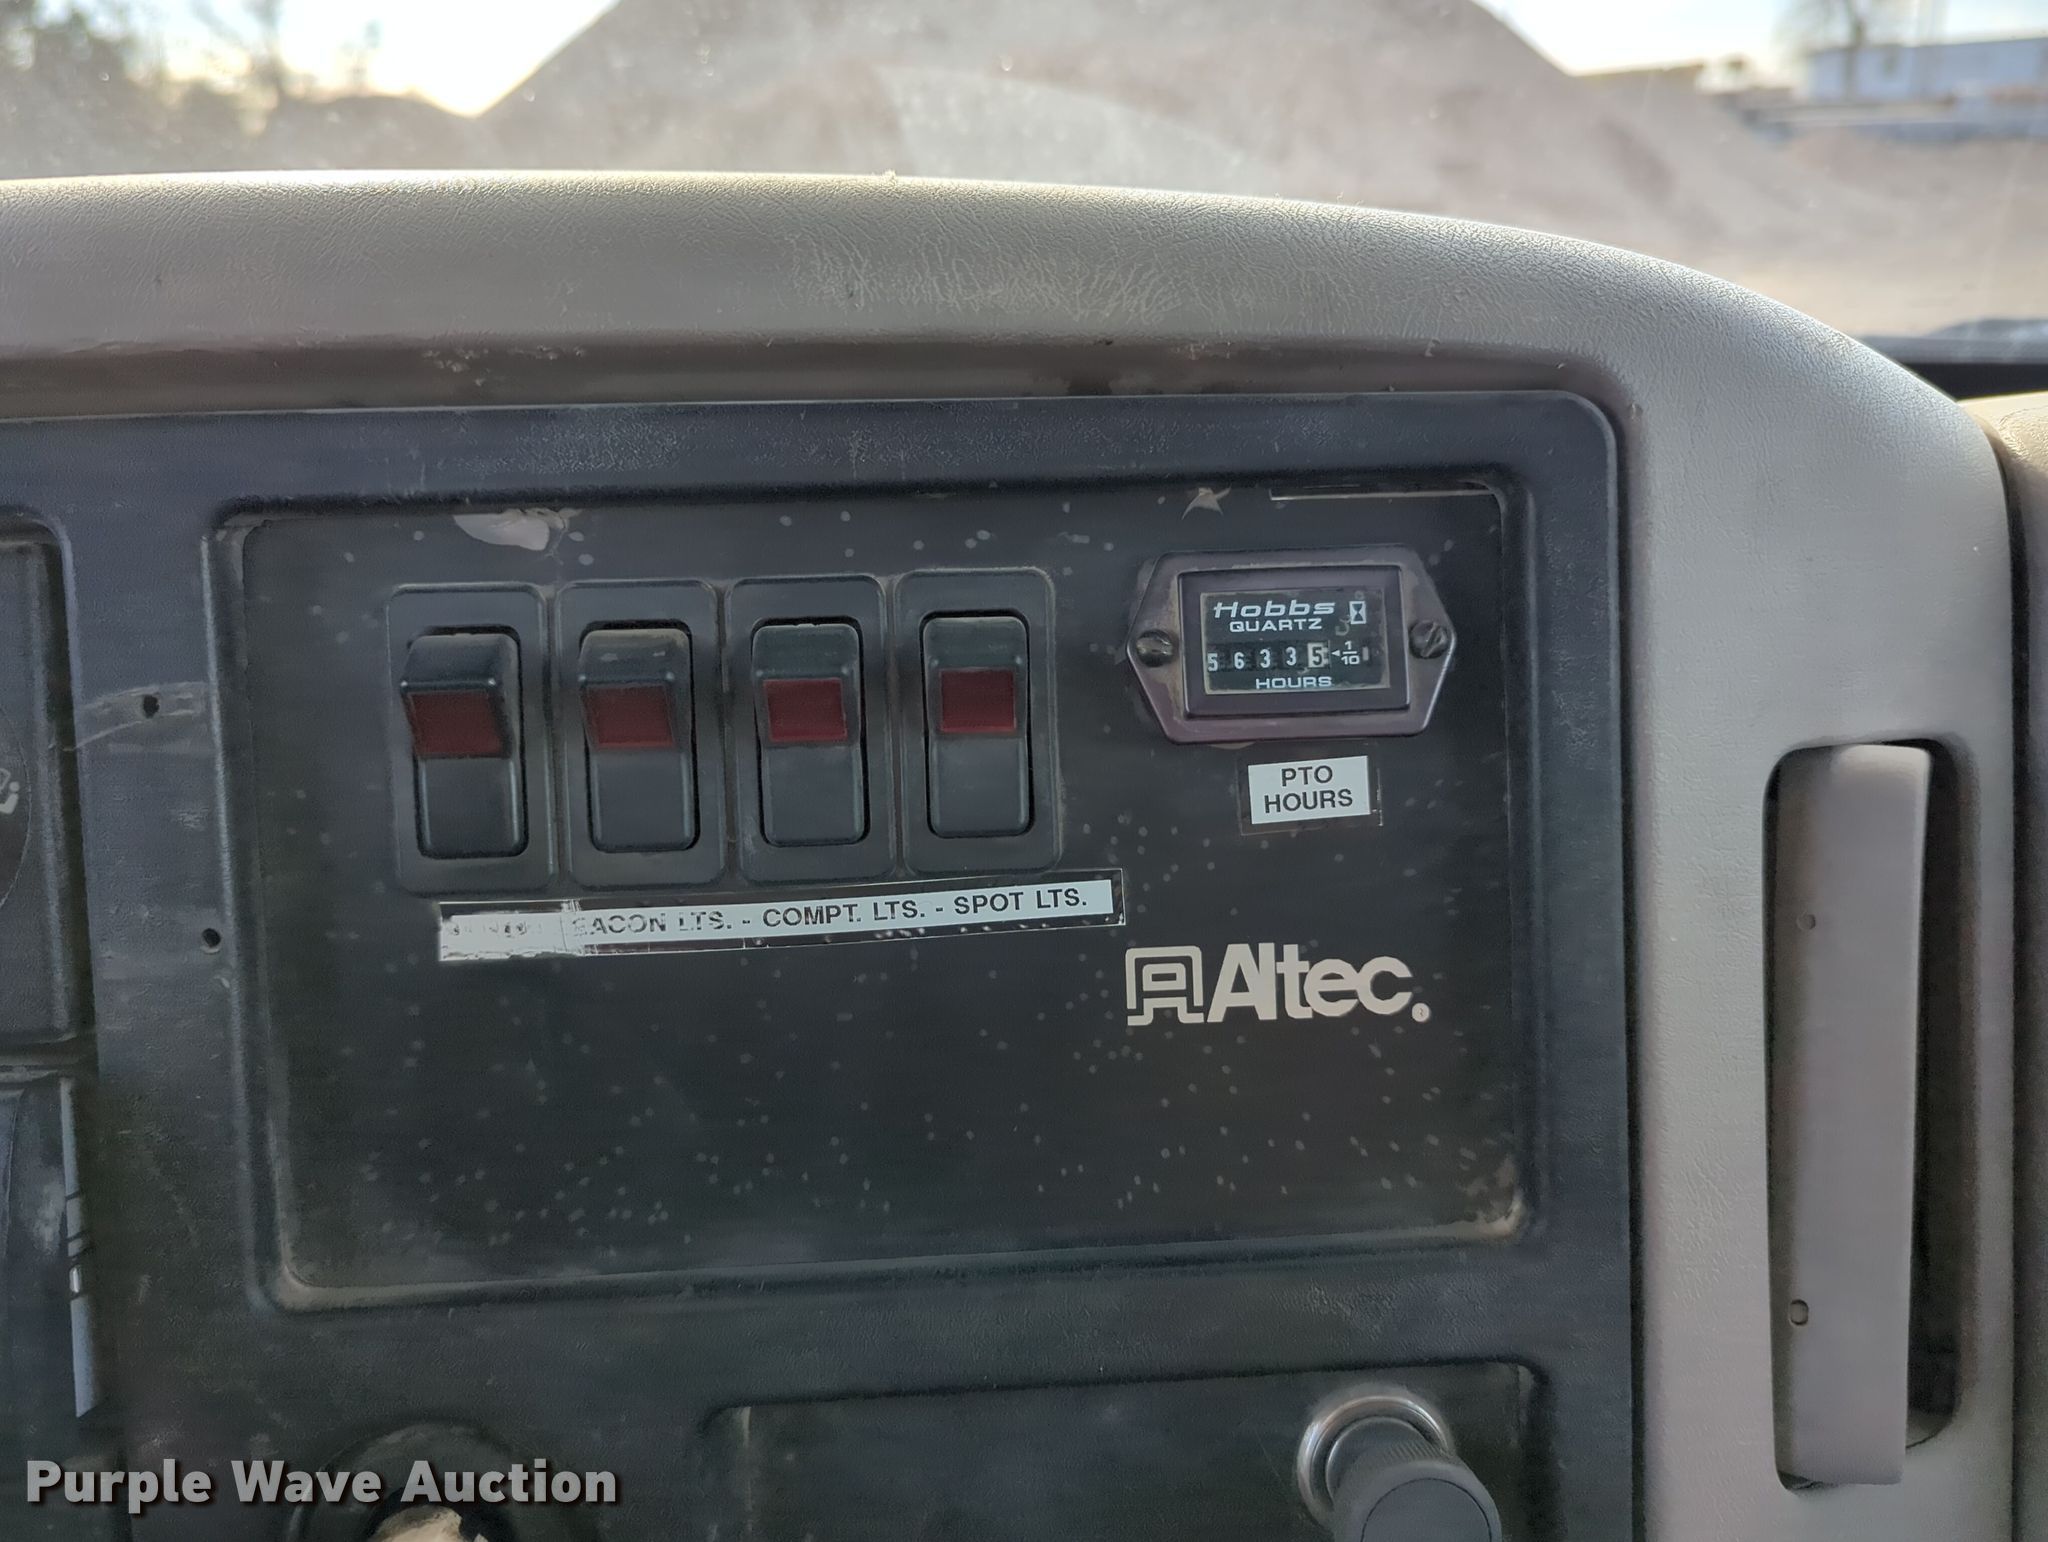 Hobbs
QUARTZ
5 6 3 3 5 ◄ 1/10
HOURS
PTO
HOURS
EACON LTS. - COMPT. LTS. - SPOT LTS.
Altec
Purple Wave Auction